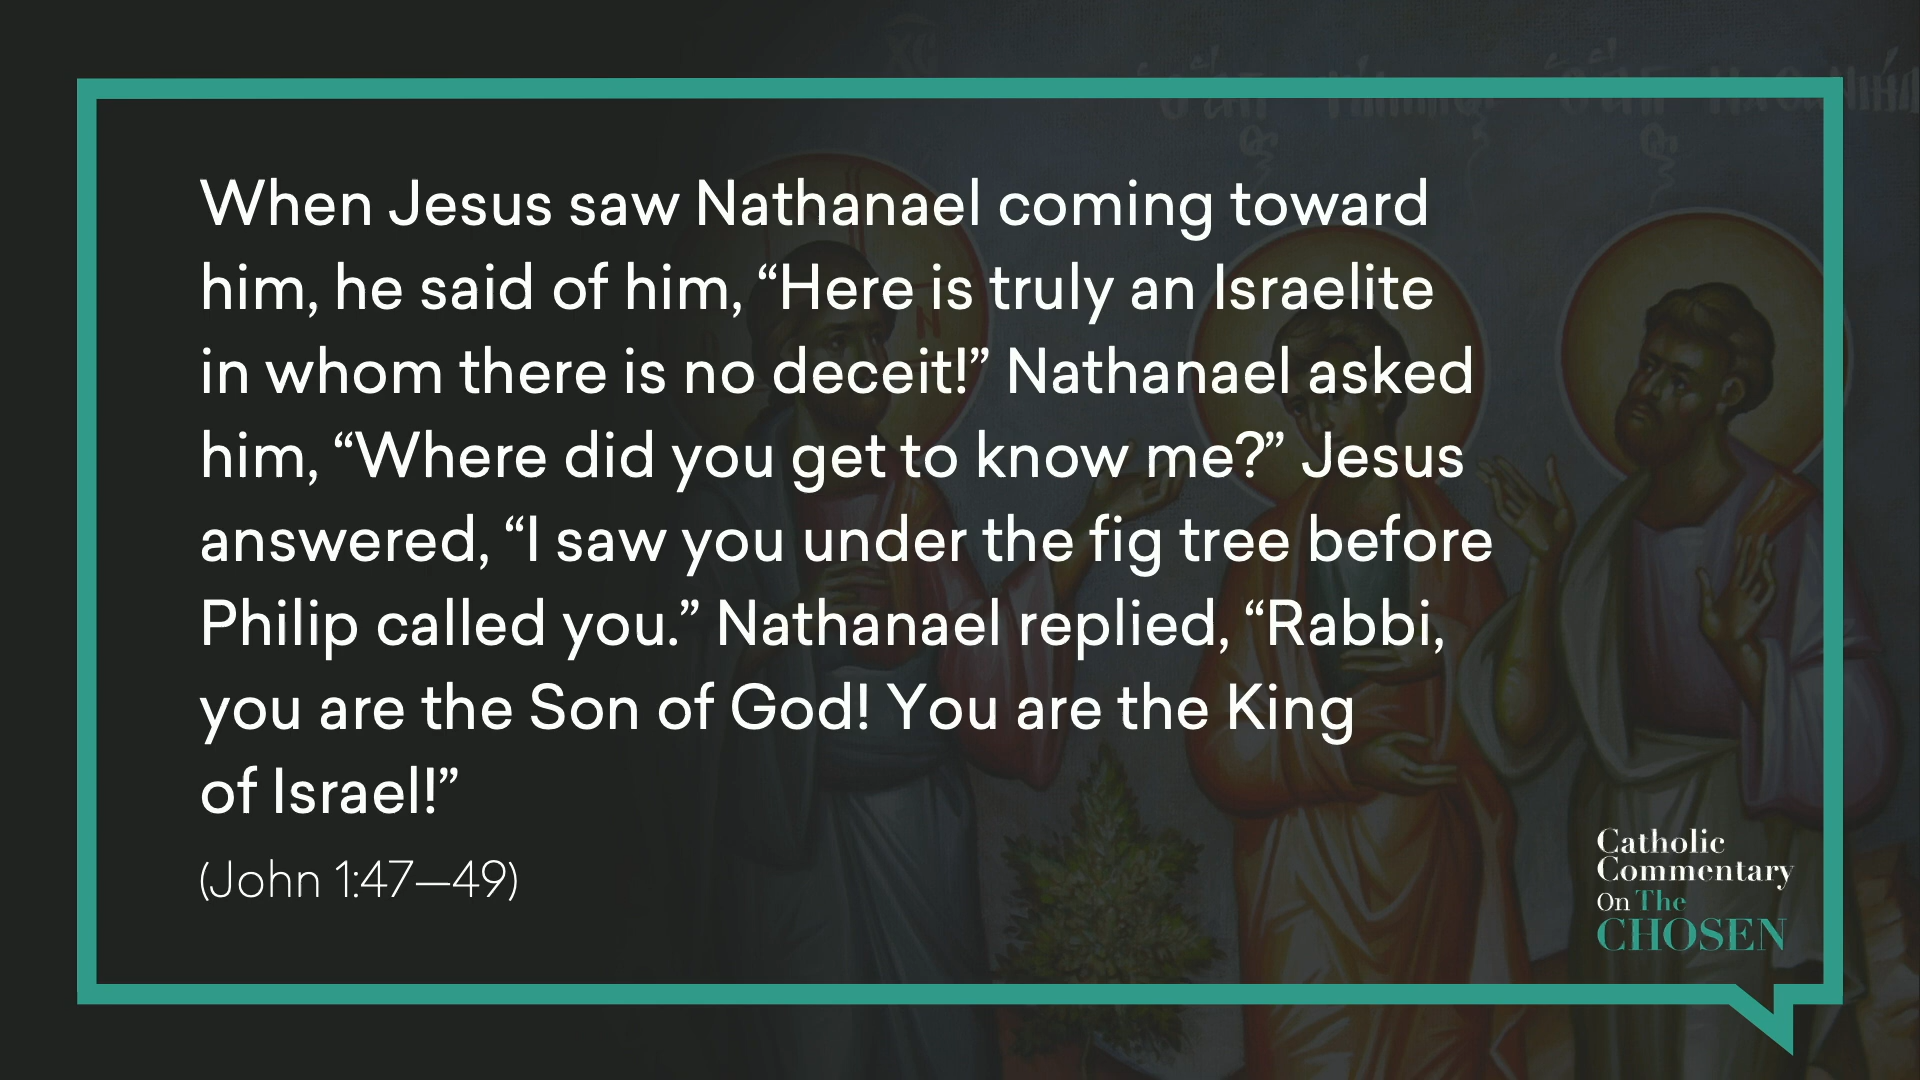 When Jesus saw Nathanael coming toward
him, he said of him, “Here is truly an Israelite
in whom there is no deceit!” Nathanael asked
him, “Where did you get to know me?” Jesus
answered, “I saw you under the fig tree before
Philip called you.” Nathanael replied, “Rabbi,
you are the Son of God! You are the King
of Israel!”
(John 1:47—49)
Catholic
Commentary
On The
CHOSEN